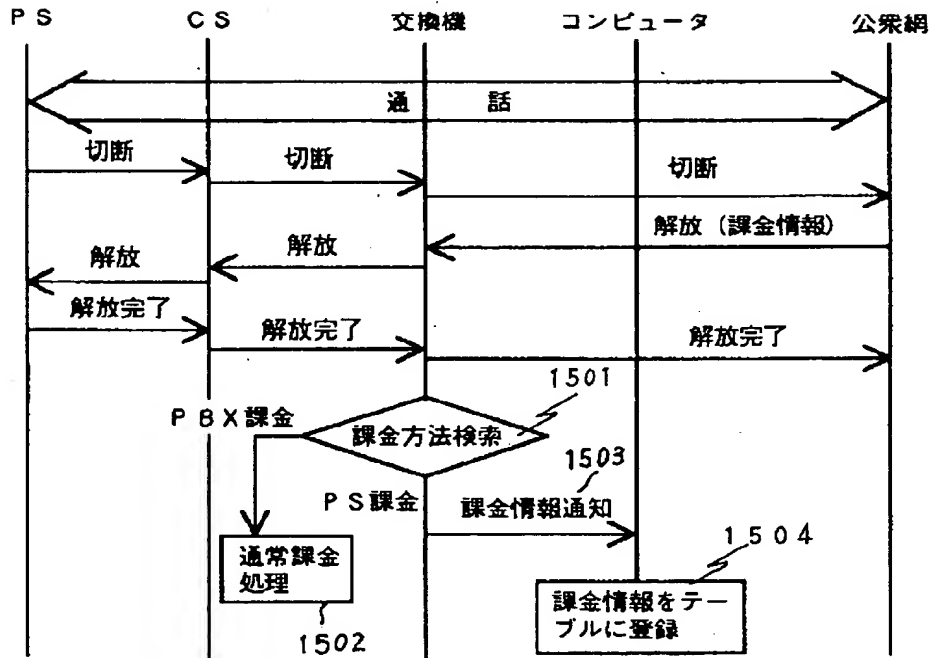 PS
CS
交換機
コンピュータ
公衆網
通 話
切断
切断
切断
解放(課金情報)
解放
解放
解放完了
解放完了
解放完了
1501
PBX課金
課金方法検索
1503
PS課金
課金情報通知
1504
通常課金
処理
課金情報をテー
ブルに登録
1502